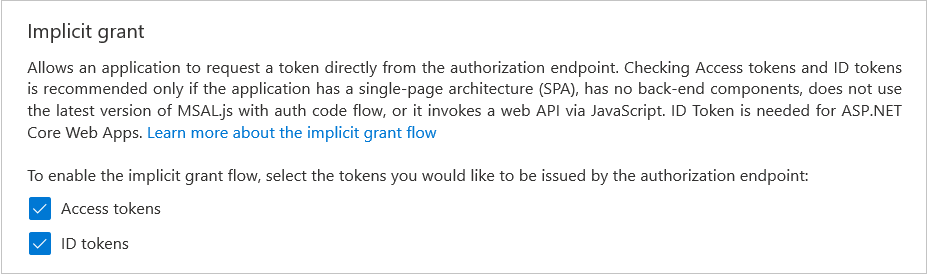 Implicit grant
Allows an application to request a token directly from the authorization endpoint. Checking Access tokens and ID tokens
is recommended only if the application has a single-page architecture (SPA), has no back-end components, does not use
the latest version of MSAL.js with auth code flow, or it invokes a web API via JavaScript. ID Token is needed for ASP.NET
Core Web Apps. Learn more about the implicit grant flow
To enable the implicit grant flow, select the tokens you would like to be issued by the authorization endpoint:
Access tokens
ID tokens